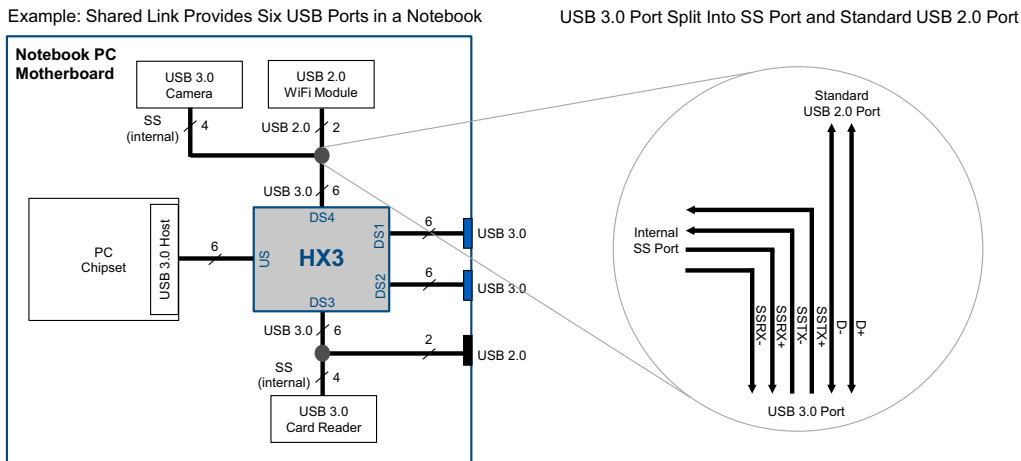 Example: Shared Link Provides Six USB Ports in a Notebook
USB 3.0 Port Split Into SS Port and Standard USB 2.0 Port
Notebook PC
Motherboard
USB 3.0
Camera
USB 2.0
WiFi Module
SS
(internal)
4
USB 2.0
2
USB 3.0
6
DS4
PC
Chipset
USB 3.0 Host
6
US
HX3
DS1
6
USB 3.0
DS2
6
USB 3.0
DS3
USB 3.0
6
2
USB 2.0
SS
(internal)
4
USB 3.0
Card Reader
Standard
USB 2.0 Port
Internal
SS Port
SSRX-
SSRX+
SSTX-
SSTX+
D-
D+
USB 3.0 Port